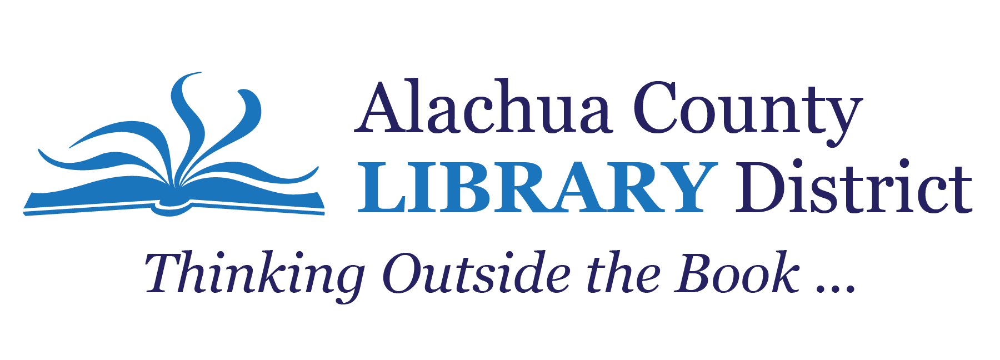 Alachua County
LIBRARY District
Thinking Outside the Book ...